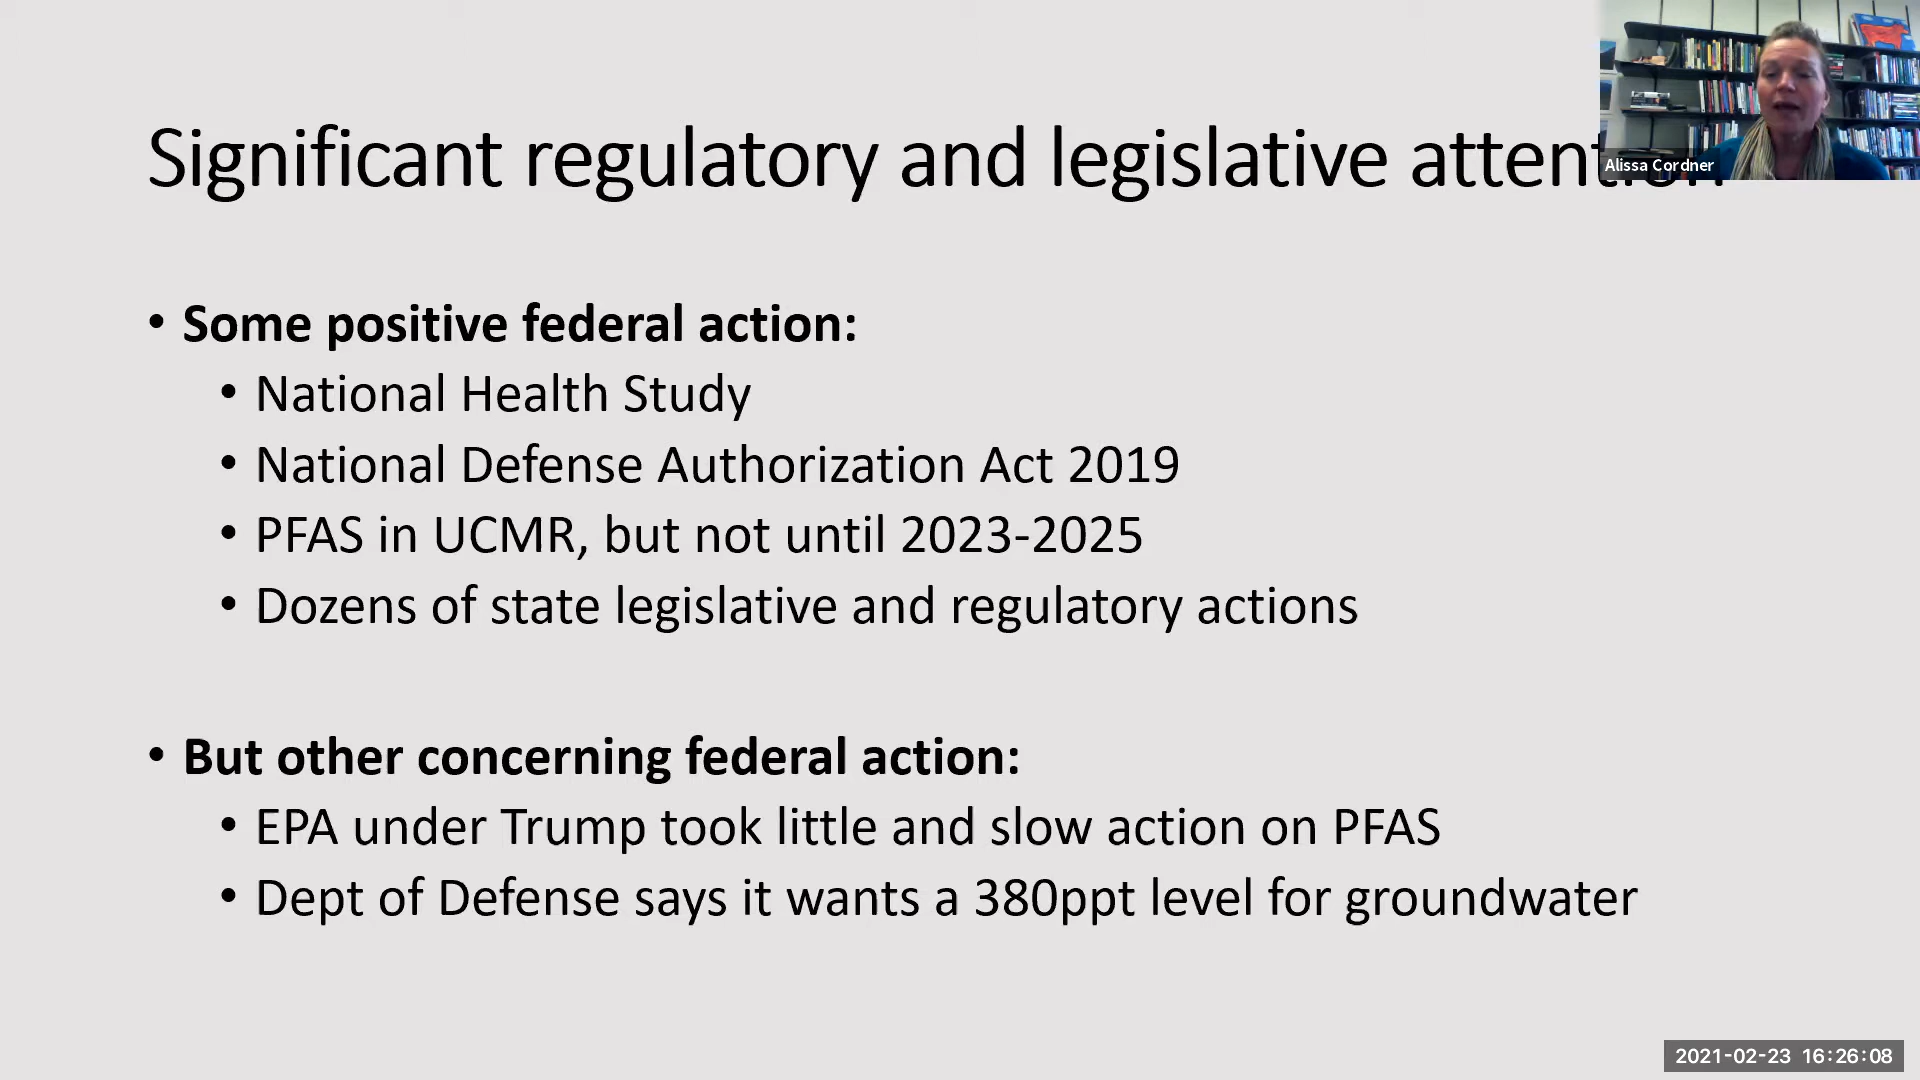 Significant regulatory and legislative attention
Alissa Cordner
• Some positive federal action:
• National Health Study
• National Defense Authorization Act 2019
• PFAS in UCMR, but not until 2023-2025
• Dozens of state legislative and regulatory actions
• But other concerning federal action:
• EPA under Trump took little and slow action on PFAS
• Dept of Defense says it wants a 380ppt level for groundwater
2021-02-23 16:26:08